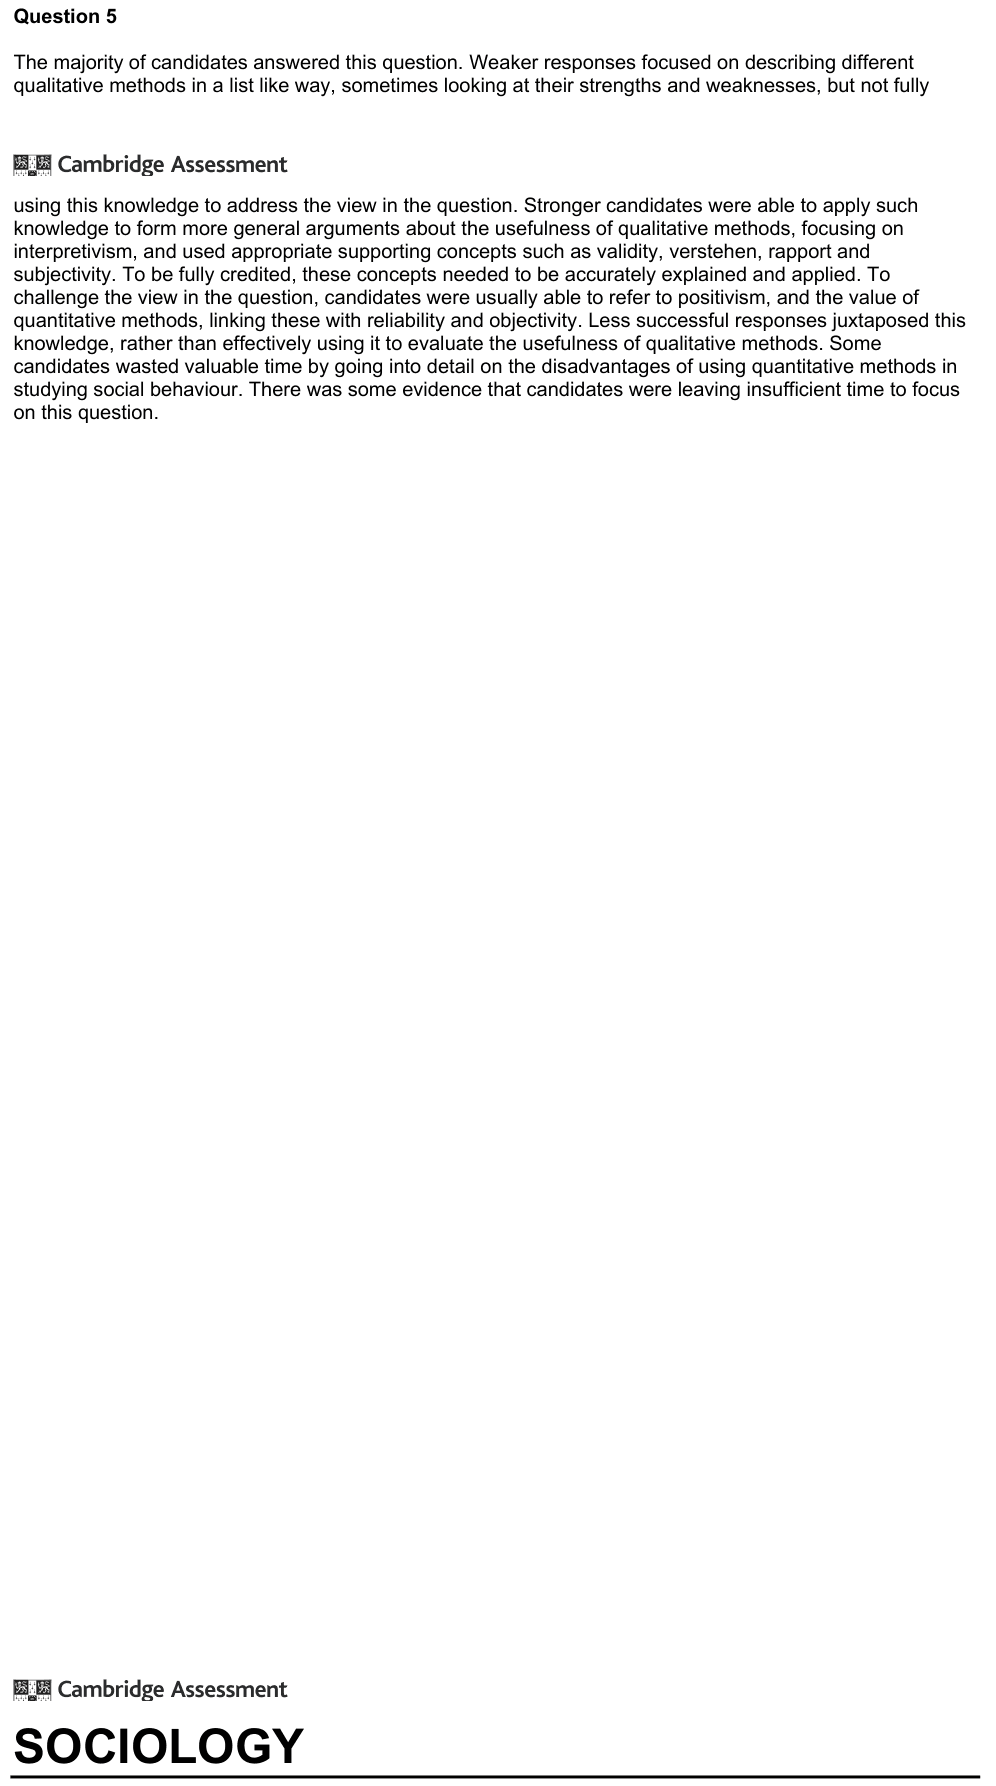 Question 5
The majority of candidates answered this question. Weaker responses focused on describing different
qualitative methods in a list like way, sometimes looking at their strengths and weaknesses, but not fully
Cambridge Assessment
using this knowledge to address the view in the question. Stronger candidates were able to apply such
knowledge to form more general arguments about the usefulness of qualitative methods, focusing on
interpretivism, and used appropriate supporting concepts such as validity, verstehen, rapport and
subjectivity. To be fully credited, these concepts needed to be accurately explained and applied. To
challenge the view in the question, candidates were usually able to refer to positivism, and the value of
quantitative methods, linking these with reliability and objectivity. Less successful responses juxtaposed this
knowledge, rather than effectively using it to evaluate the usefulness of qualitative methods. Some
candidates wasted valuable time by going into detail on the disadvantages of using quantitative methods in
studying social behaviour. There was some evidence that candidates were leaving insufficient time to focus
on this question.
Cambridge Assessment
SOCIOLOGY